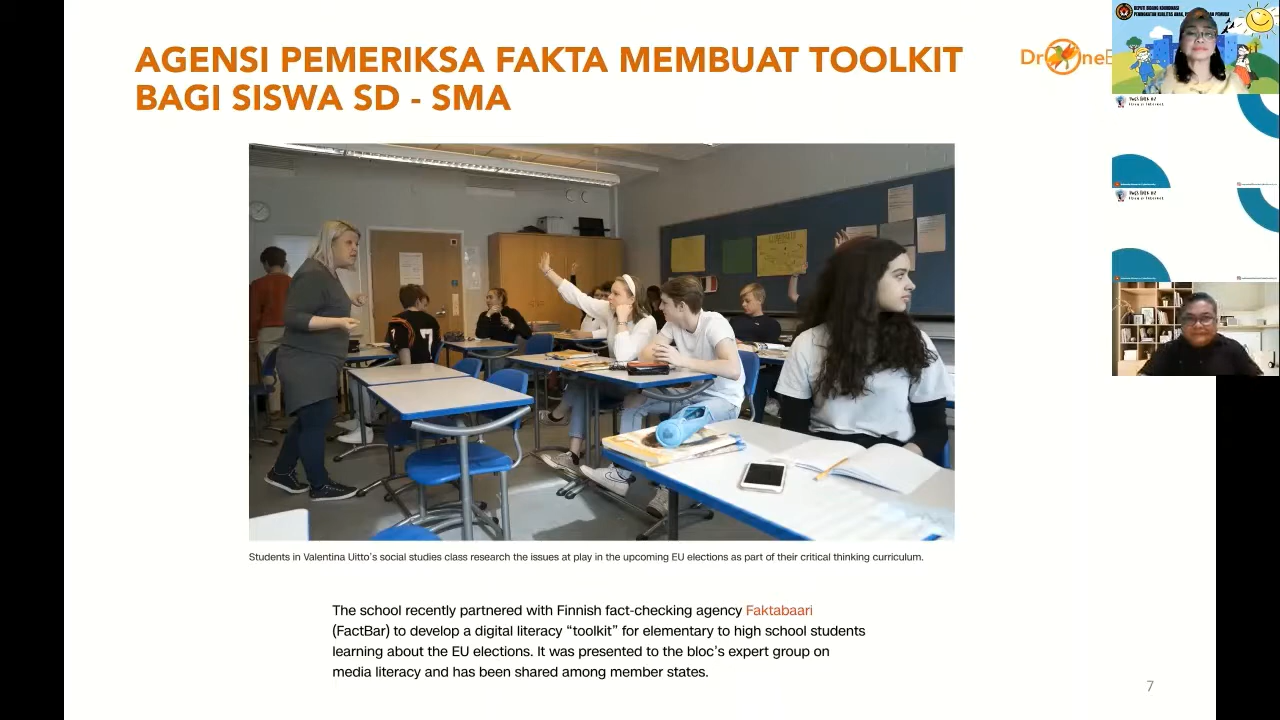 AGENSI PEMERIKSA FAKTA MEMBUAT TOOLKIT
BAGI SISWA SD - SMA
Students in Valentina Uitto's social studies class research the issues at play in the upcoming EU elections as part of their critical thinking curriculum.
The school recently partnered with Finnish fact-checking agency Faktabaari
(FactBar) to develop a digital literacy “toolkit” for elementary to high school students
learning about the EU elections. It was presented to the bloc's expert group on
media literacy and has been shared among member states.
7
DEPUTI BIDANG KOORDINASI